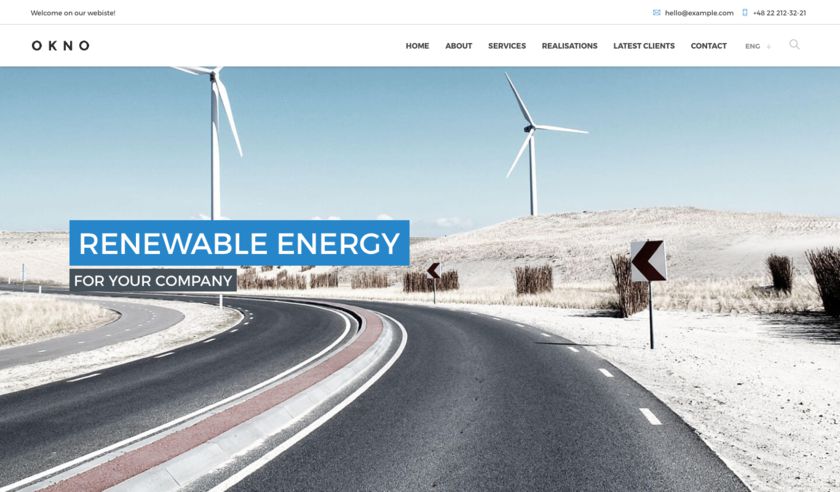 Welcome on our webiste!
hello@example.com
+48 22 212-32-21
OKNO
HOME ABOUT SERVICES REALISATIONS LATEST CLIENTS CONTACT ENG
RENEWABLE ENERGY
FOR YOUR COMPANY